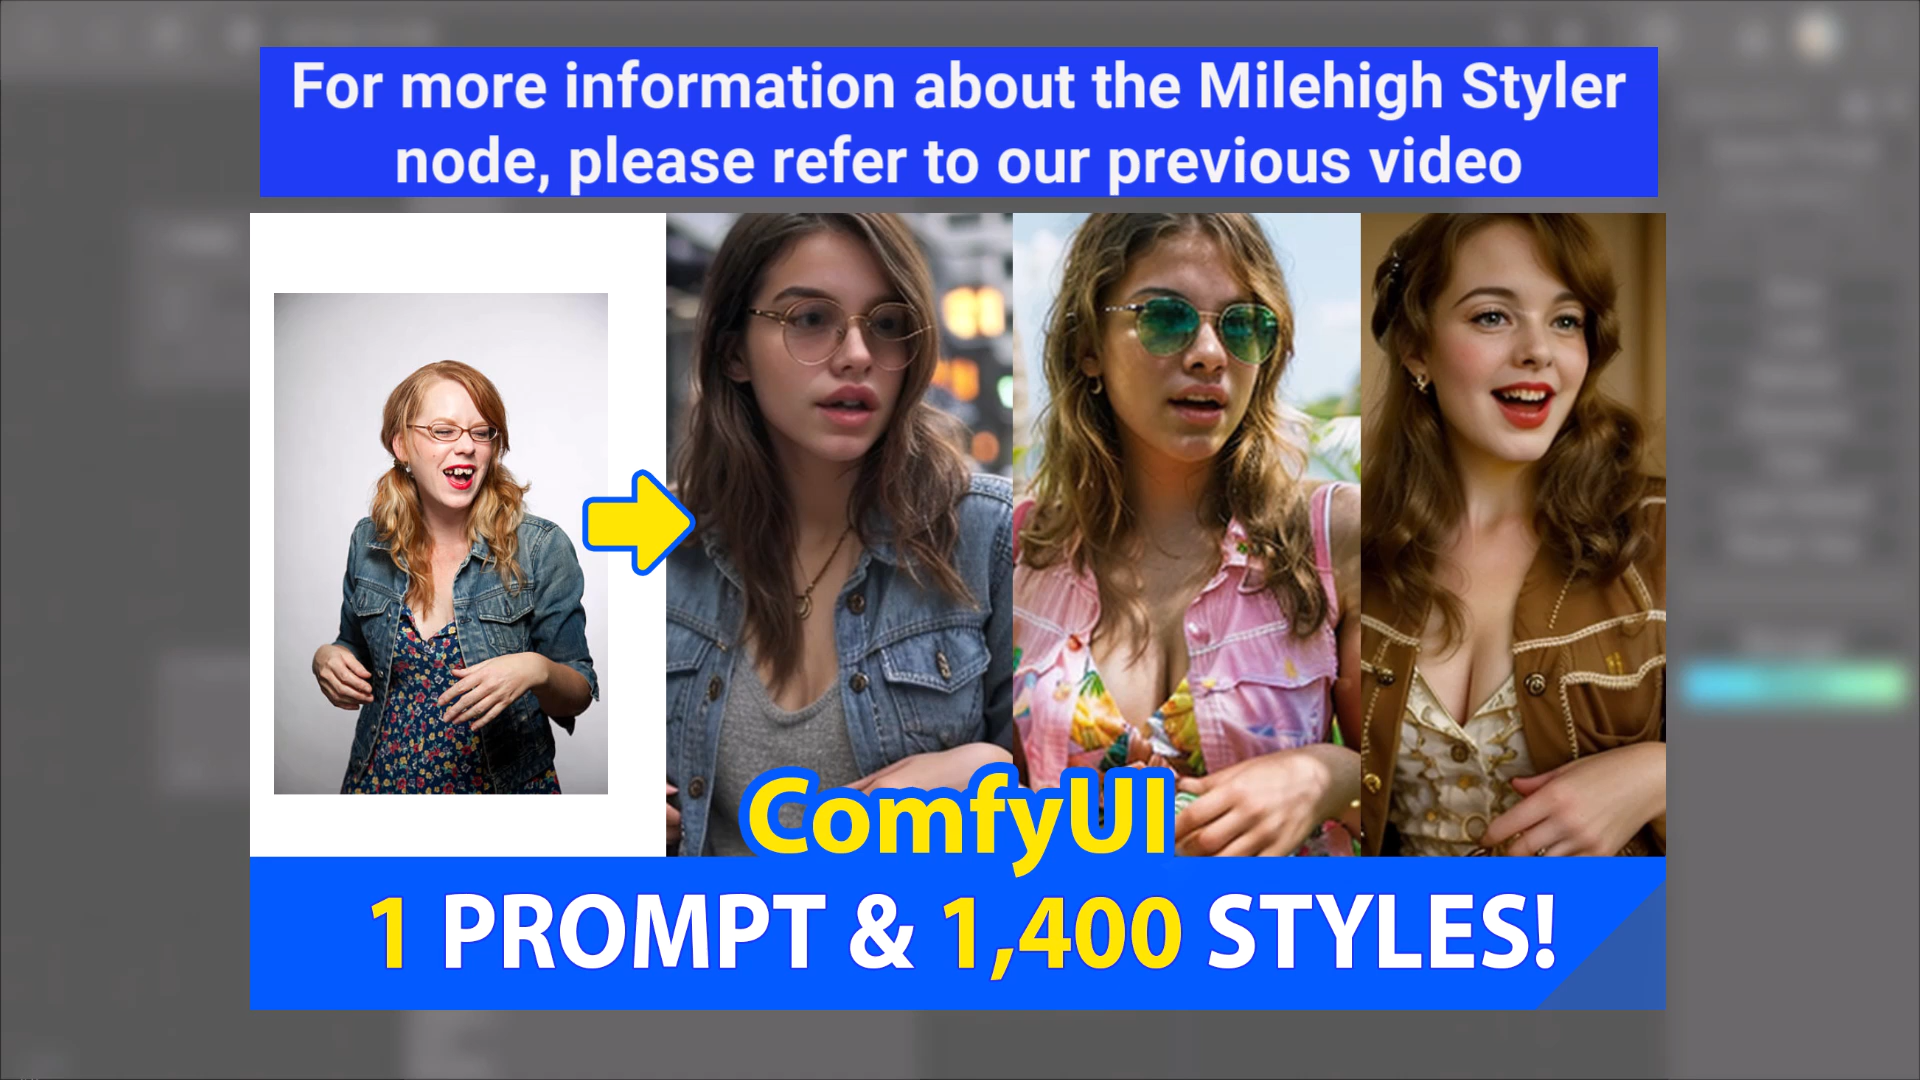 For more information about the Milehigh Styler
node, please refer to our previous video
ComfyUI
1 PROMPT & 1,400 STYLES!